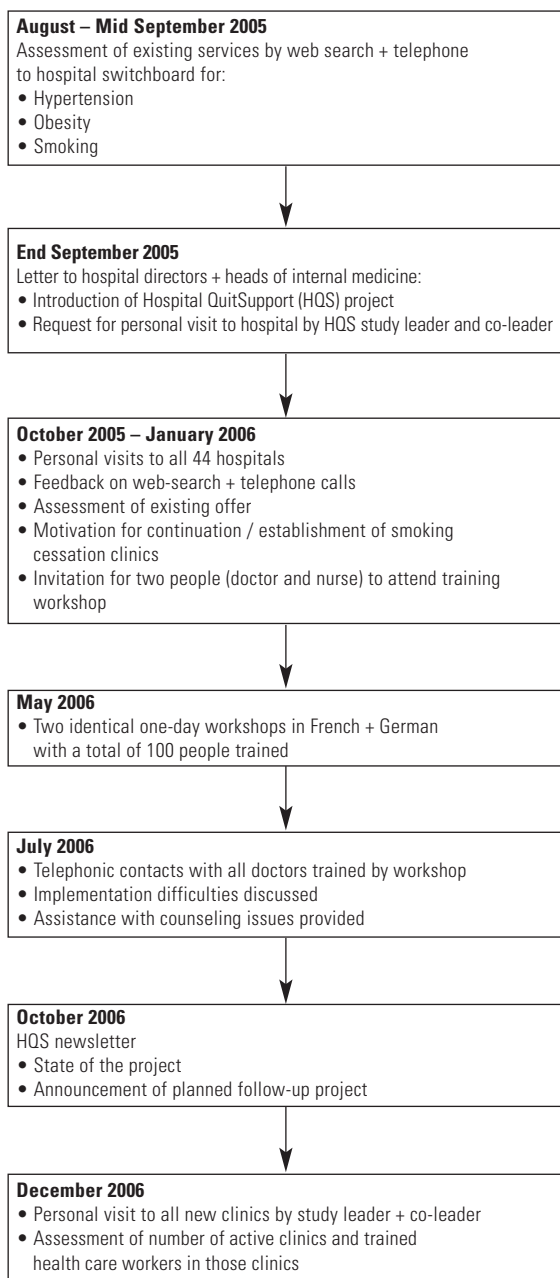 August – Mid September 2005
Assessment of existing services by web search + telephone
to hospital switchboard for:
• Hypertension
• Obesity
• Smoking
End September 2005
Letter to hospital directors + heads of internal medicine:
• Introduction of Hospital QuitSupport (HQS) project
• Request for personal visit to hospital by HQS study leader and co-leader
October 2005 – January 2006
• Personal visits to all 44 hospitals
• Feedback on web-search + telephone calls
• Assessment of existing offer
• Motivation for continuation / establishment of smoking
cessation clinics
• Invitation for two people (doctor and nurse) to attend training
workshop
May 2006
• Two identical one-day workshops in French + German
with a total of 100 people trained
July 2006
• Telephonic contacts with all doctors trained by workshop
• Implementation difficulties discussed
• Assistance with counseling issues provided
October 2006
HQS newsletter
• State of the project
• Announcement of planned follow-up project
December 2006
• Personal visit to all new clinics by study leader + co-leader
• Assessment of number of active clinics and trained
health care workers in those clinics